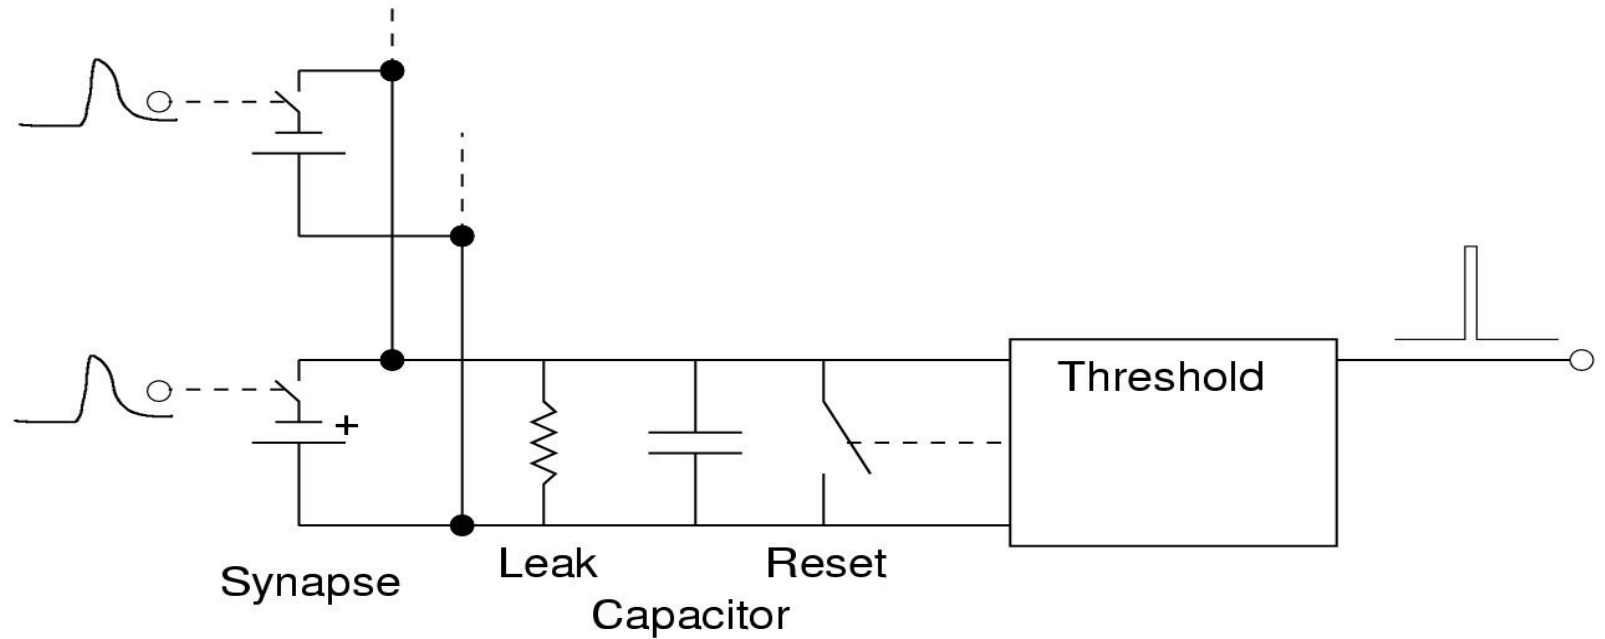 Threshold
+
Leak
Reset
Synapse
Capacitor